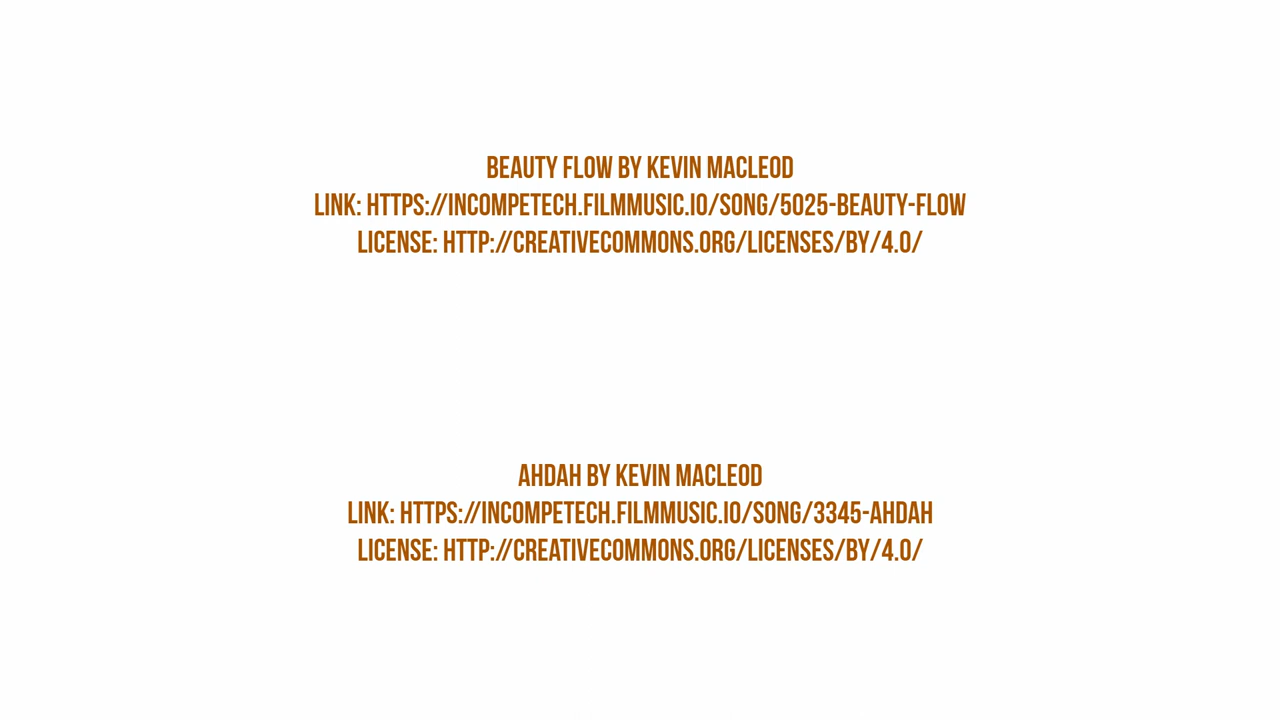 BEAUTY FLOW BY KEVIN MACLEOD
LINK: HTTPS://INCOMPETECH.FILMMUSIC.IO/SONG/5025-BEAUTY-FLOW
LICENSE: HTTP://CREATIVECOMMONS.ORG/LICENSES/BY/4.0/
AHDAH BY KEVIN MACLEOD
LINK: HTTPS://INCOMPETECH.FILMMUSIC.IO/SONG/3345-AHDAH
LICENSE: HTTP://CREATIVECOMMONS.ORG/LICENSES/BY/4.0/